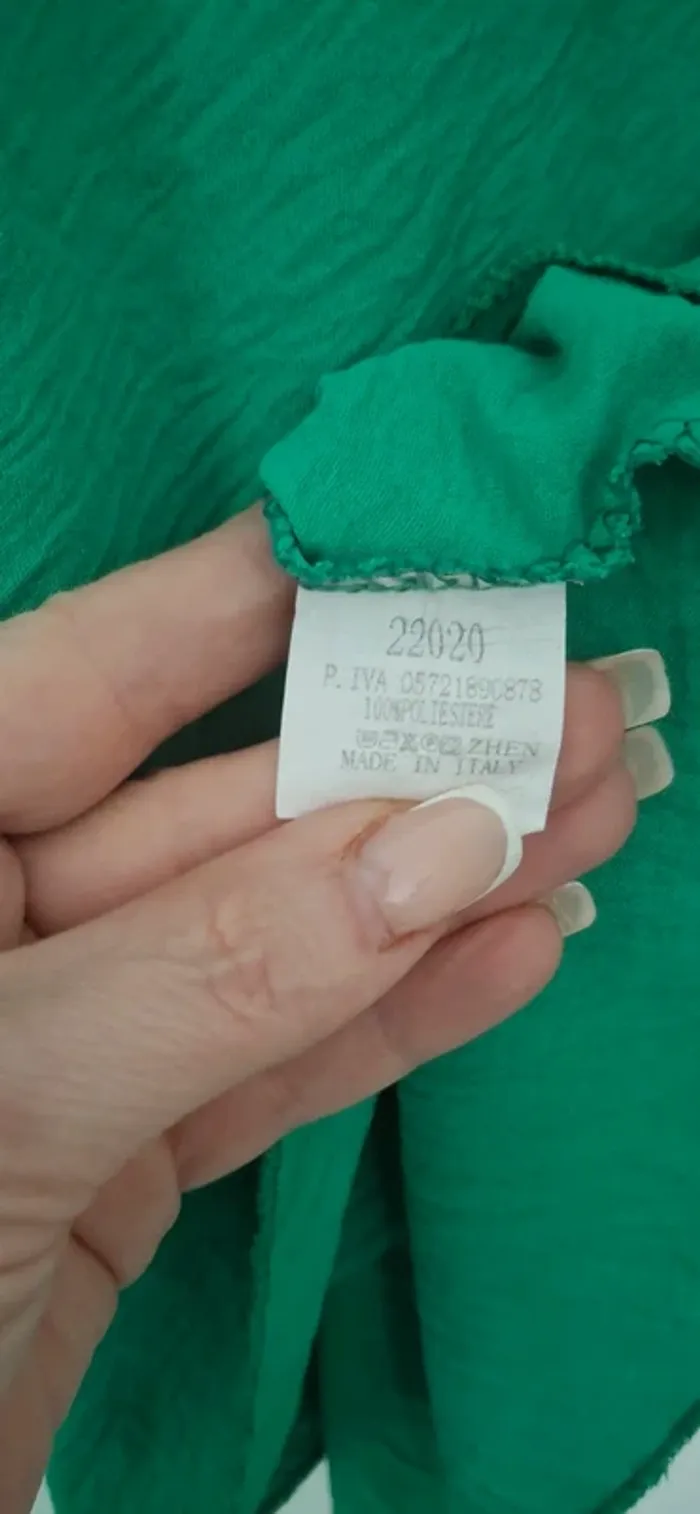 22020
P.IVA 05721890878
100%POLIESTERE
ZHEN
MADE IN ITALY